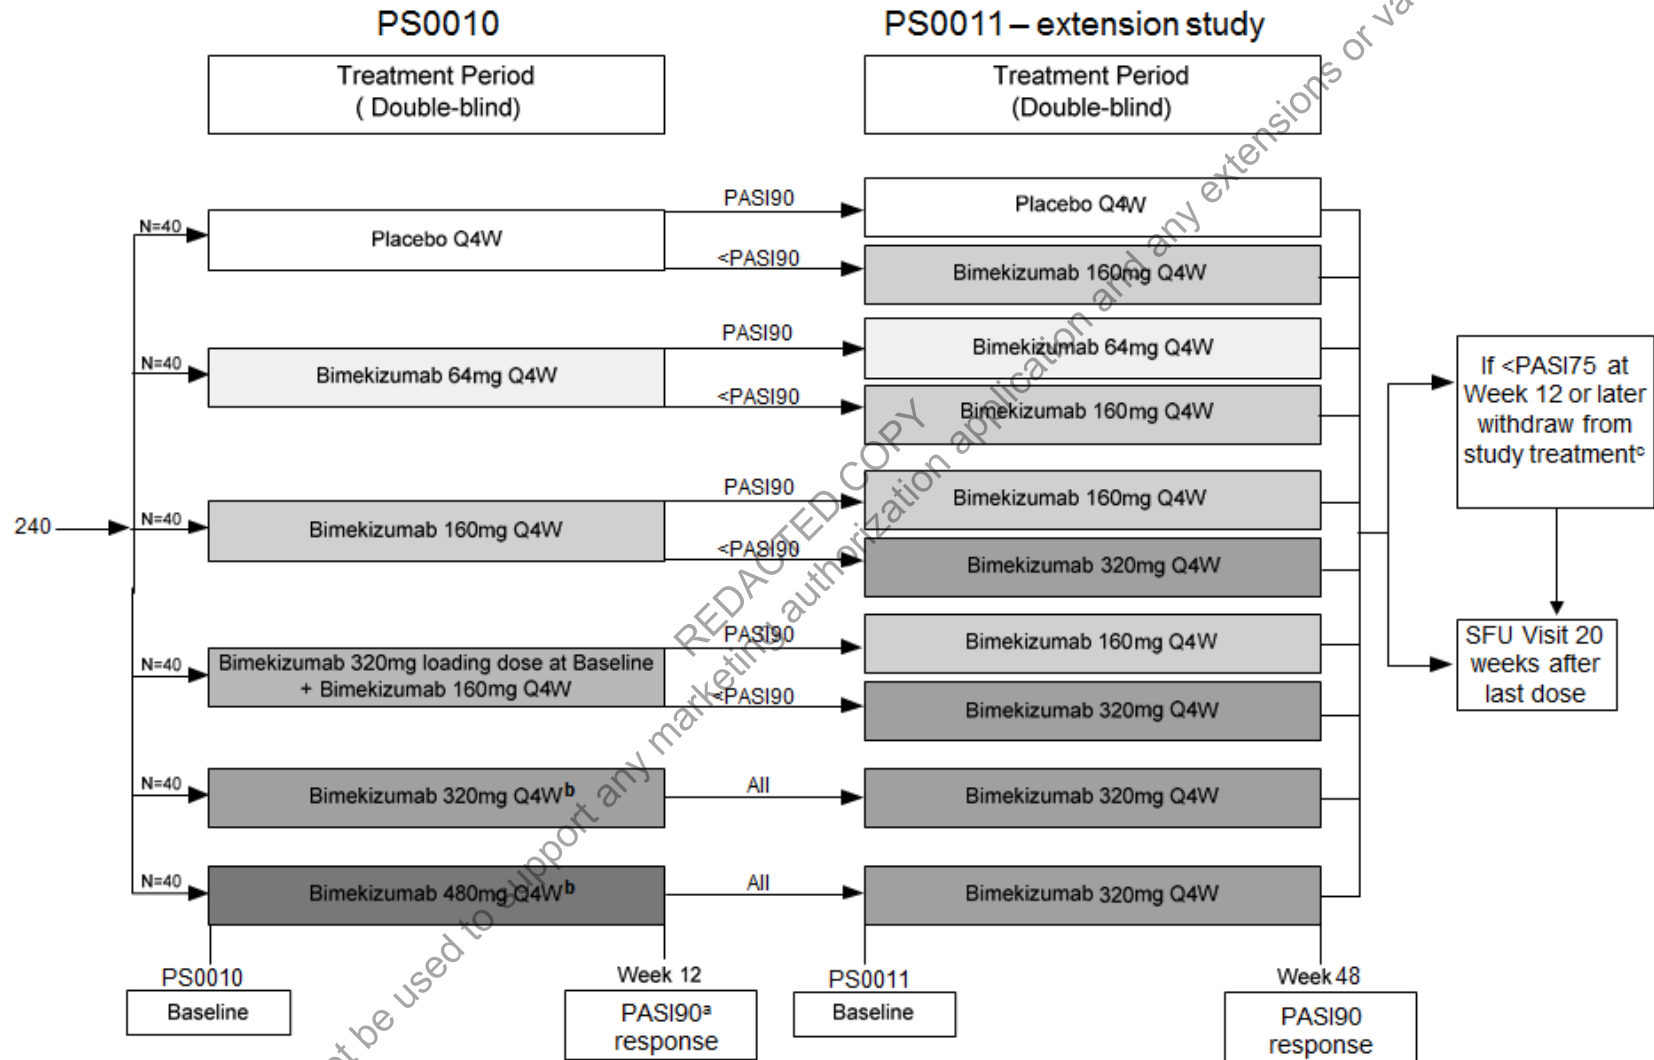 PS0010
PS0011 – extension study
Treatment Period
( Double-blind)
Treatment Period
(Double-blind)
240
N=40
Placebo Q4W
PASI90
Placebo Q4W
<PASI90
Bimekizumab 160mg Q4W
N=40
Bimekizumab 64mg Q4W
PASI90
Bimekizumab 64mg Q4W
<PASI90
Bimekizumab 160mg Q4W
N=40
Bimekizumab 160mg Q4W
PASI90
Bimekizumab 160mg Q4W
<PASI90
Bimekizumab 320mg Q4W
N=40
Bimekizumab 320mg loading dose at Baseline
+ Bimekizumab 160mg Q4W
PASI90
Bimekizumab 160mg Q4W
<PASI90
Bimekizumab 320mg Q4W
N=40
Bimekizumab 320mg Q4Wᵇ
All
Bimekizumab 320mg Q4W
N=40
Bimekizumab 480mg Q4Wᵇ
All
Bimekizumab 320mg Q4W
If <PASI75 at
Week 12 or later
withdraw from
study treatmentᶜ
SFU Visit 20
weeks after
last dose
PS0010
Baseline
Week 12
PASI90ᵃ
response
PS0011
Baseline
Week 48
PASI90
response
REDACTED COPY
not be used to support any marketing authorization application and any extensions or va